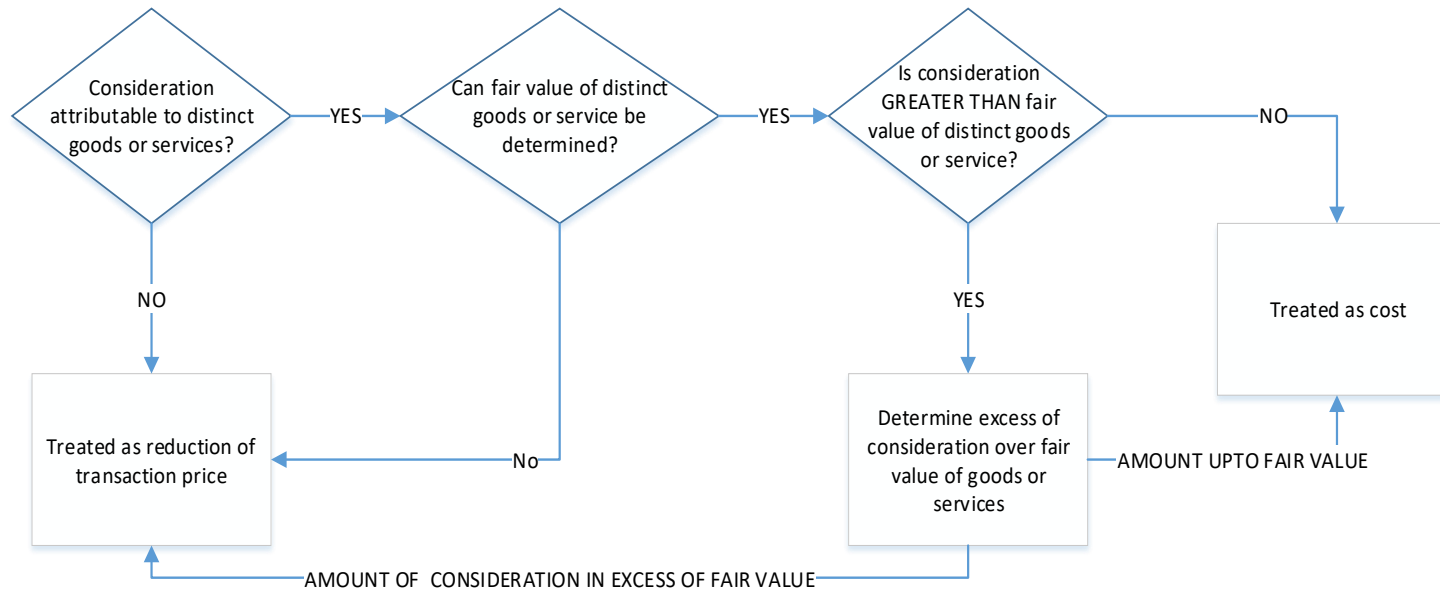 Consideration
attributable to distinct
goods or services?
YES
Can fair value of distinct
goods or service be
determined?
YES
Is consideration
GREATER THAN fair
value of distinct goods
or service?
NO
NO
YES
Treated as cost
Treated as reduction of
transaction price
No
Determine excess of
consideration over fair
value of goods or
services
AMOUNT UPTO FAIR VALUE
AMOUNT OF CONSIDERATION IN EXCESS OF FAIR VALUE